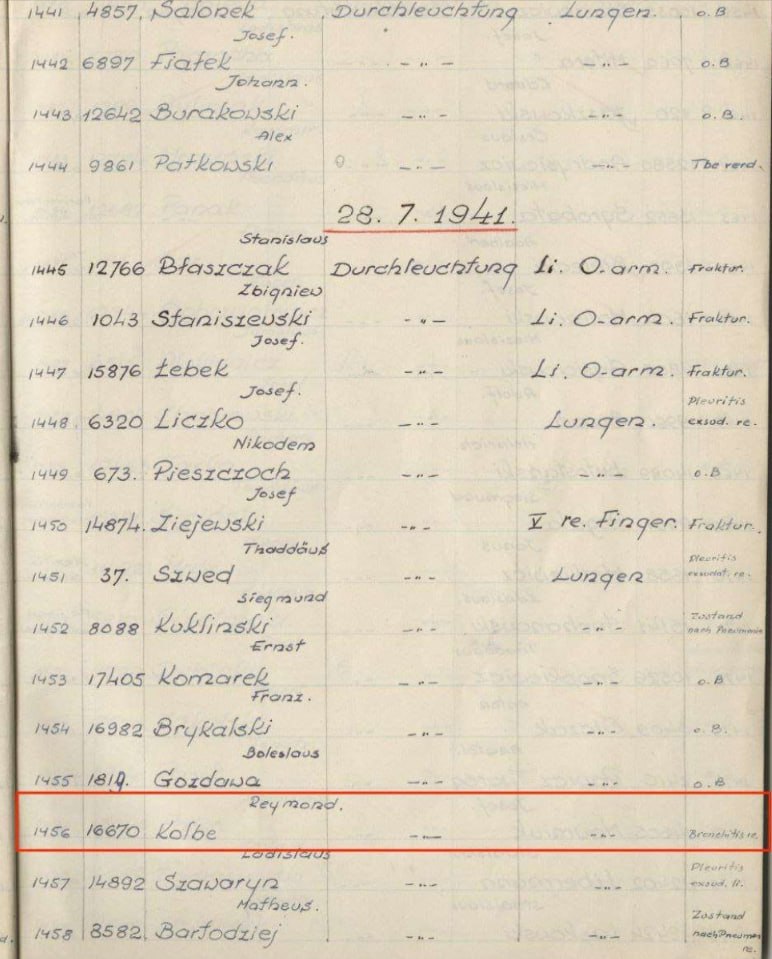 1441 4857. Salonek Durchleuchtung Lungen. o.B
Josef.
1442 6897 Fiałek - " - - " - o.B
Johann.
1443 12642 Burakowski - " - - " - o.B.
Alex
1444 9861 Patkowski - " - - " - Tbc verd.
28. 7. 1941.
Stanislaus
1445 12766 Błaszczak Durchleuchtung Li. O-arm. Fraktur.
Zbigniew
1446 1043 Staniszewski - " - Li. O-arm. Fraktur.
Josef.
1447 15876 Łebek - " - Li. O-arm. Fraktur.
Josef. Pleuritis
1448. 6320 Liczko - " - Lungen. exsud. re.
Nikodem
1449 673. Pieszczoch - " - - " - o.B
Josef
1450 14874. Ziejewski - " - V re. Finger. Fraktur.
Thaddäuß Pleuritis
1451 37. Szwed - " - Lungen exsudat. re.
Siegmund Zustand
1452 8088 Kuklinski - " - - " - nach Pneumonie
Ernst
1453 17405 Komarek - " - - " - o.B
Franz.
1454 16982 Brykalski - " - - " - o.B.
Boleslaus
1455 1819. Gozdawa - " - - " - o.B
Reymond.
1456 16670 Kolbe - " - - " - Bronchitis re.
Ladislaus Pleuritis
1457 14892 Szawaryn - " - - " - exsud. li.
Matheus. Zustand
1458 8582. Bartodziej - " - - " - nach Pneumon
re.